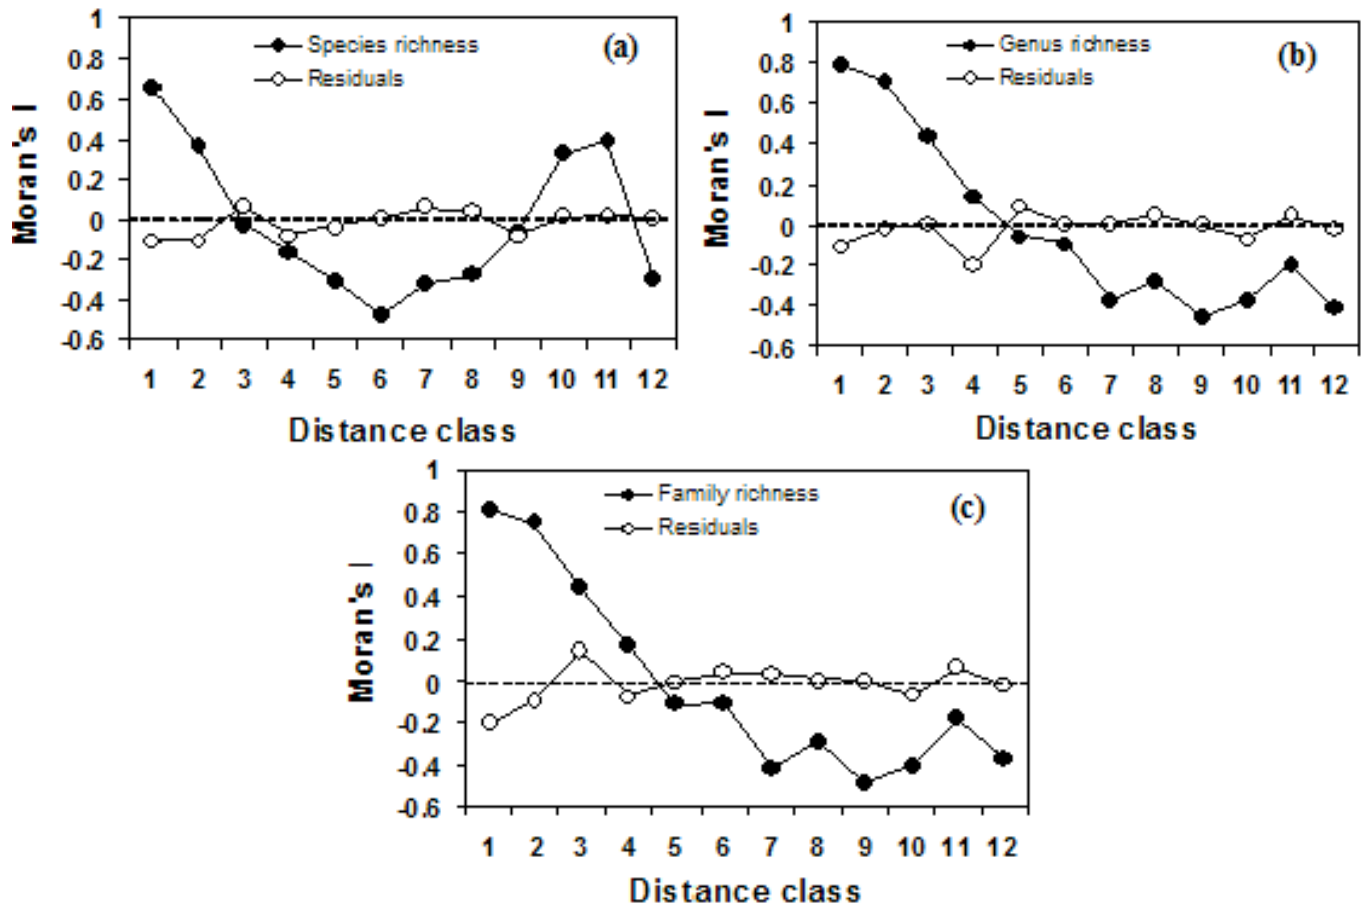 1
0.8
0.6
0.4
0.2
0
-0.2
-0.4
-0.6
Moran's I
Species richness
Residuals
(a)
1 2 3 4 5 6 7 8 9 10 11 12
Distance class
1
0.8
0.6
0.4
0.2
0
-0.2
-0.4
-0.6
Moran's I
Genus richness
Residuals
(b)
1 2 3 4 5 6 7 8 9 10 11 12
Distance class
1
0.8
0.6
0.4
0.2
0
-0.2
-0.4
-0.6
Moran's I
Family richness
Residuals
(c)
1 2 3 4 5 6 7 8 9 10 11 12
Distance class